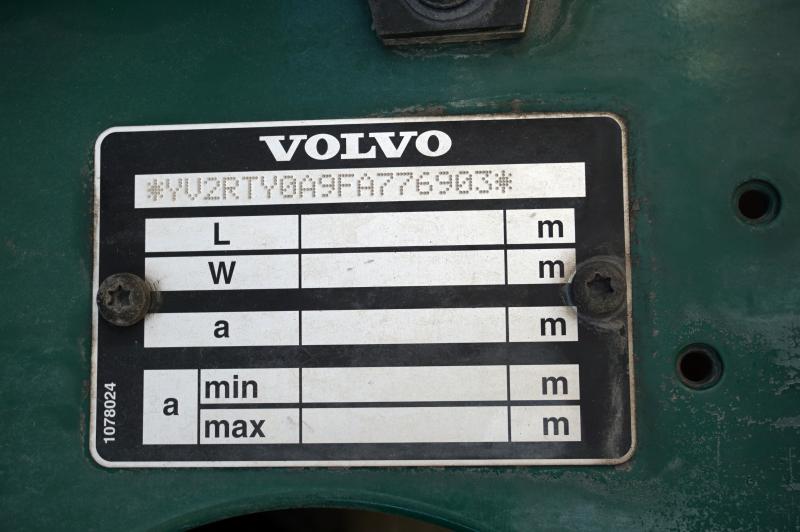 VOLVO
*YV2RTY0A9FA776903*
L m
W m
a m
a min m
max m
1078024